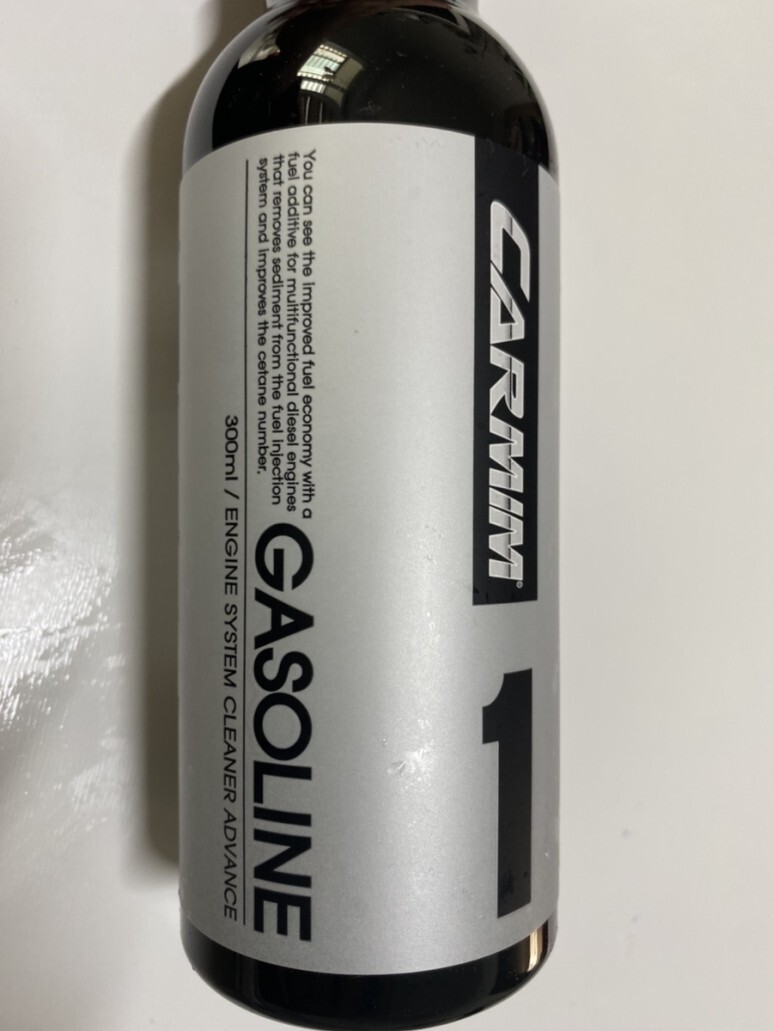 CARMIM®
1
You can see the improved fuel economy with a
fuel additive for multifunctional diesel engines
that removes sediment from the fuel injection
system and improves the cetane number.
GASOLINE
300ml / ENGINE SYSTEM CLEANER ADVANCE